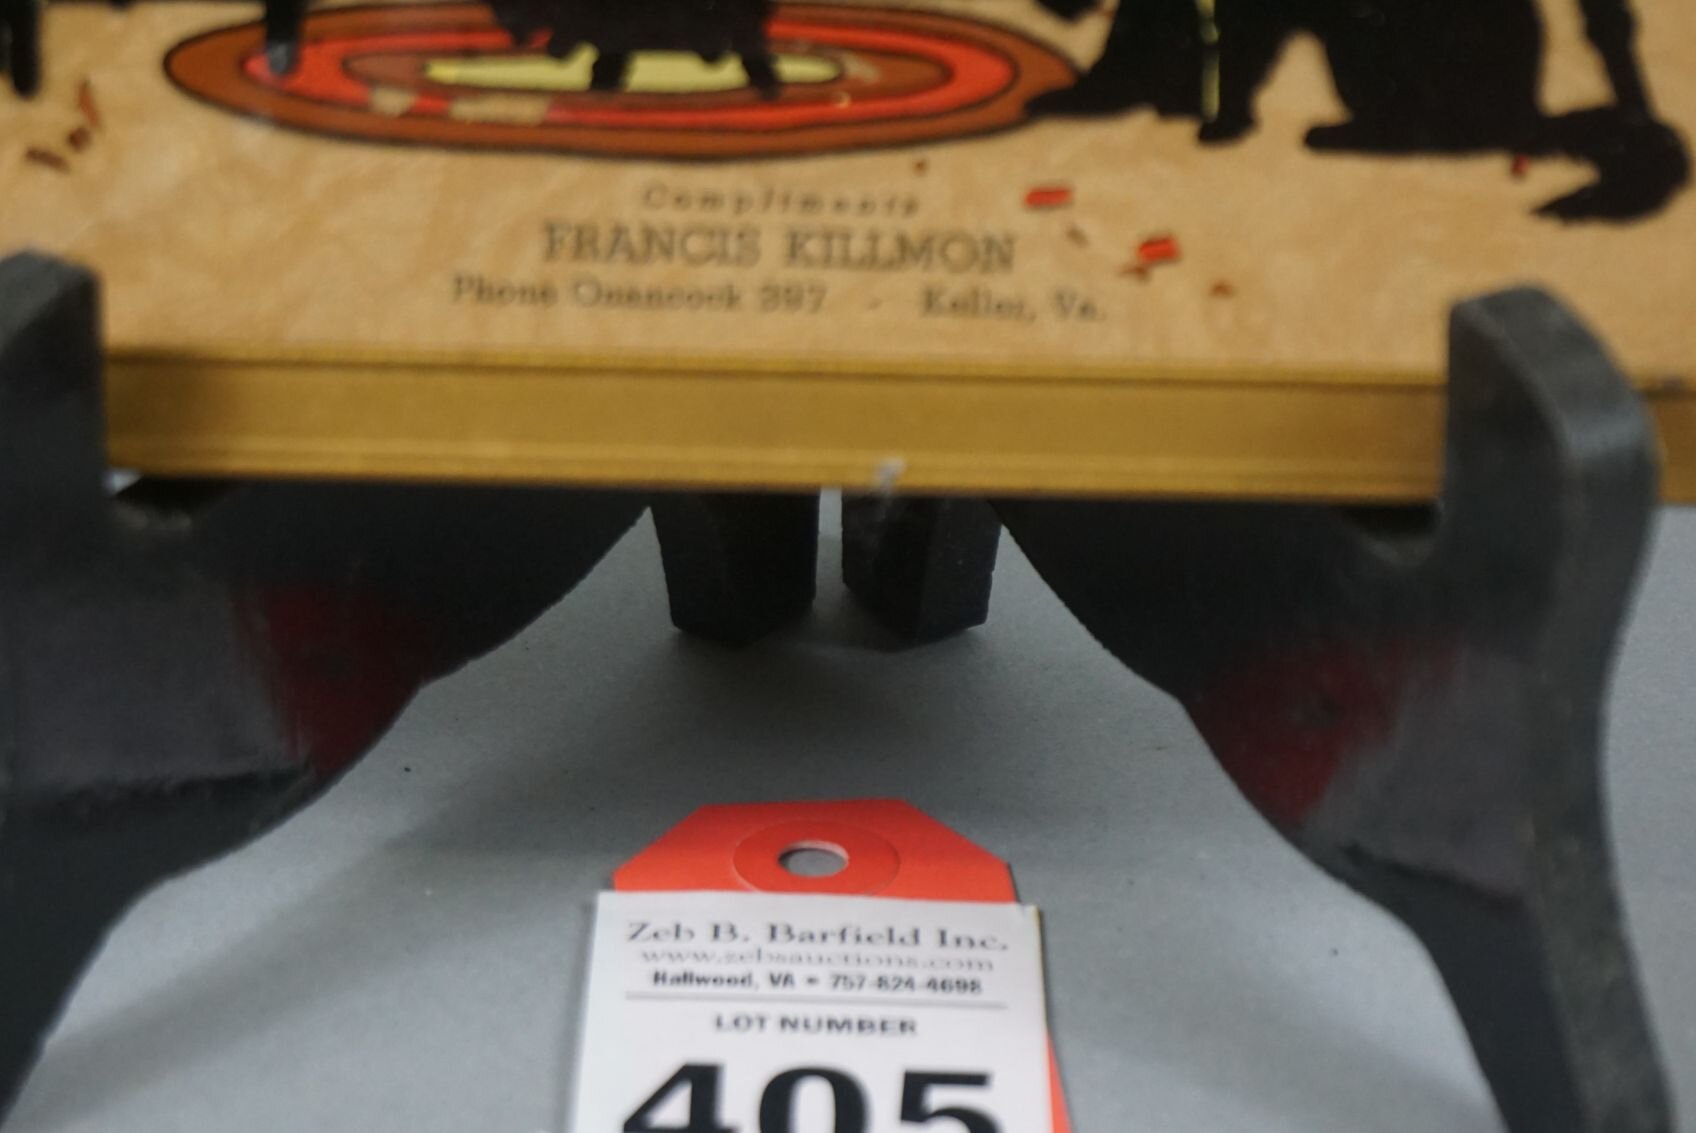 Compliments
FRANCIS KILLMON
Phone Onancock 397 - Keller, Va.
Zeb B. Barfield Inc.
www.zebsauctions.com
Hallwood, VA - 757-824-4698
LOT NUMBER
405